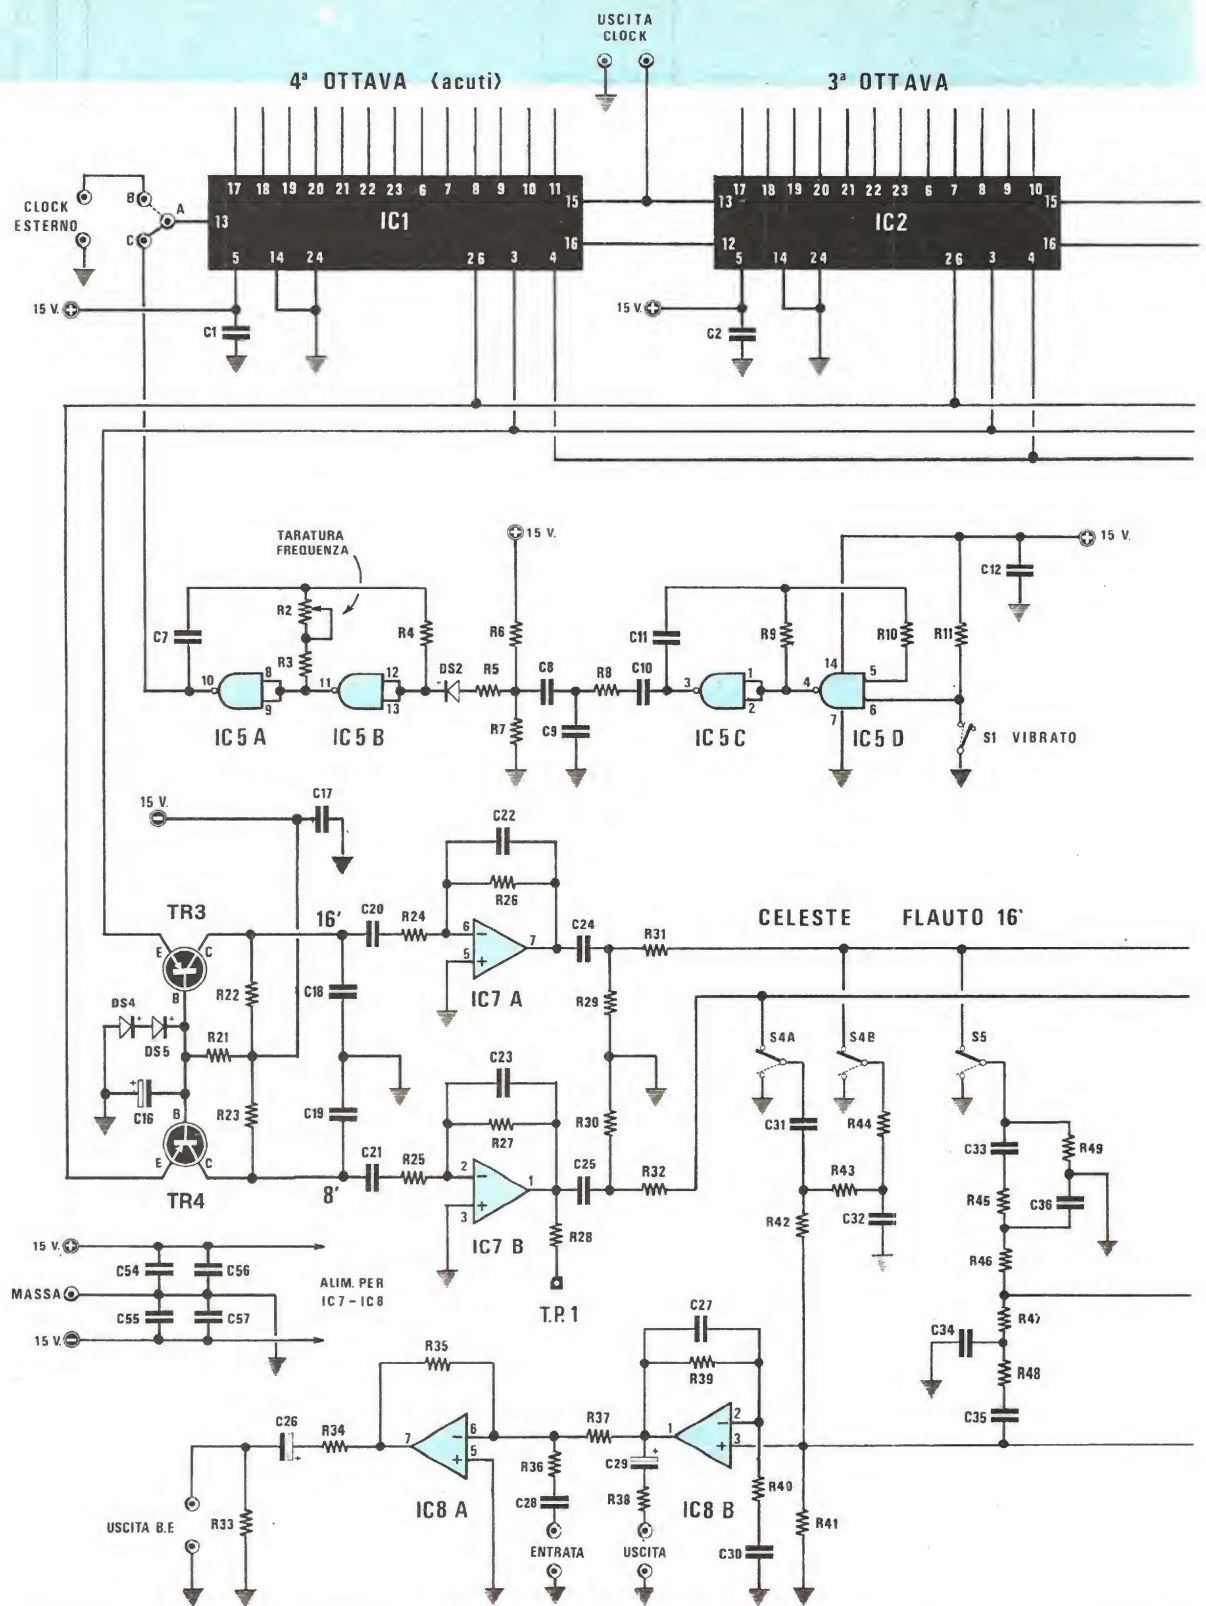 USCITA
CLOCK
4ª OTTAVA <acuti>
3ª OTTAVA
17 18 19 20 21 22 23 6 7 8 9 10 11
17 18 19 20 21 22 23 6 7 8 9 10
CLOCK
ESTERNO
B
A
C
13
IC1
15
16
5 14 24 26 3 4
13
12
IC2
15
16
5 14 24 26 3 4
15 V.
C1
15 V.
C2
TARATURA
FREQUENZA
15 V.
15 V.
C12
C7
R2
R3
R4
R6
C11
R9
R10
R11
10
8
9
11
12
13
DS2
R5
C8
R8
C10
3
1
2
4
14
5
6
7
IC5A
IC5B
R7
C9
IC5C
IC5D
S1 VIBRATO
15 V.
C17
C22
R26
TR3
16'
C20
R24
6
5
7
C24
R31
CELESTE
FLAUTO 16'
E
C
B
IC7 A
R22
C18
R29
DS4
DS5
R21
S4A
S4B
S5
C16
R23
C19
C23
R27
R30
C31
R44
C33
R49
B
E
C
TR4
8'
C21
R25
2
3
1
C25
R32
R43
R42
C32
R45
C36
IC7 B
R28
R46
15 V.
C54
C56
MASSA
ALIM. PER
IC7-IC8
C55
C57
15 V.
T.P.1
C27
R39
R47
C34
R48
R35
C35
C26
R34
7
6
5
R37
1
2
3
R36
C29
R40
IC8 A
C28
R38
IC8 B
USCITA B.F
R33
R41
ENTRATA
USCITA
C30